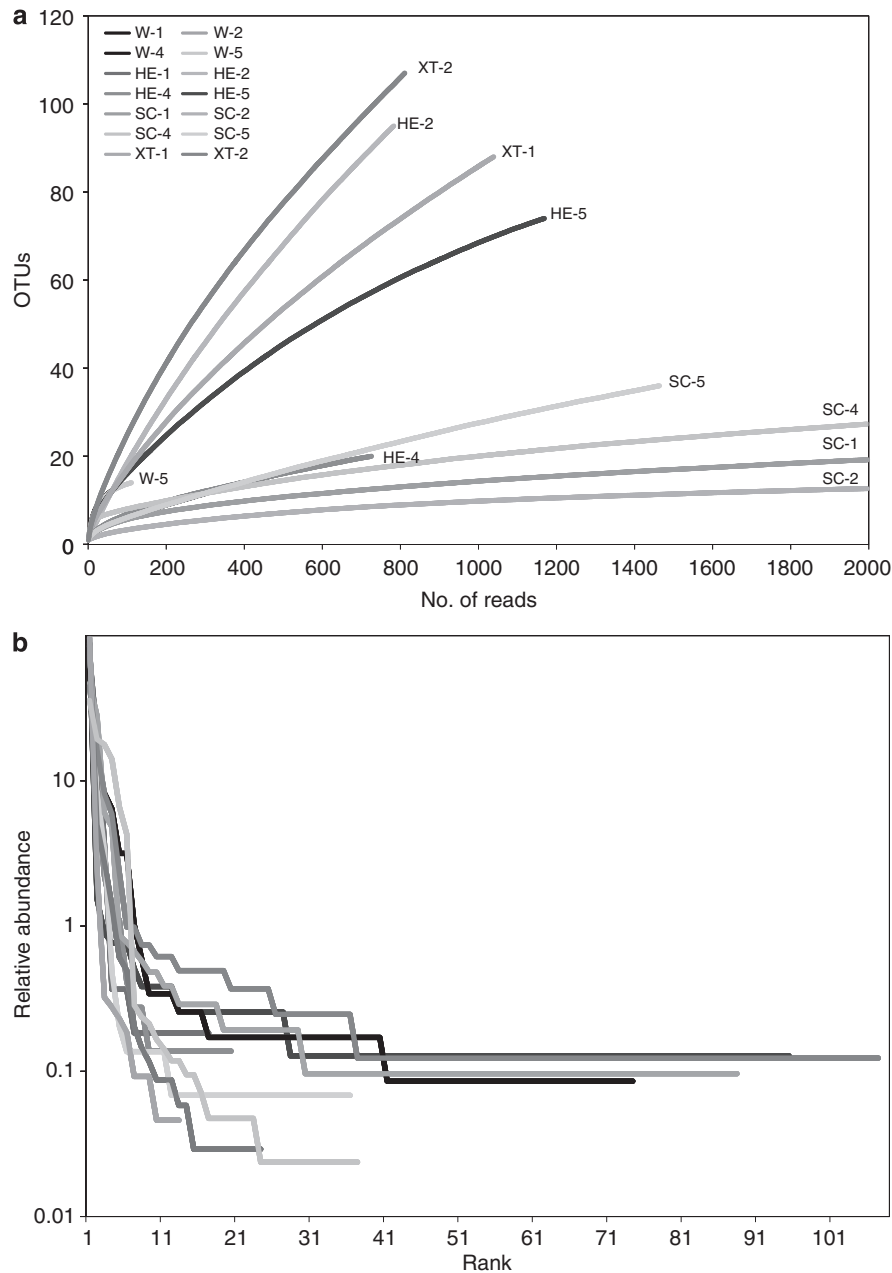 a
120
100
80
60
40
20
0
OTUs
W-1 W-2
W-4 W-5
HE-1 HE-2
HE-4 HE-5
SC-1 SC-2
SC-4 SC-5
XT-1 XT-2
XT-2
HE-2
XT-1
HE-5
SC-5
SC-4
HE-4
SC-1
W-5
SC-2
0 200 400 600 800 1000 1200 1400 1600 1800 2000
No. of reads
b
10
1
0.1
0.01
Relative abundance
1 11 21 31 41 51 61 71 81 91 101
Rank